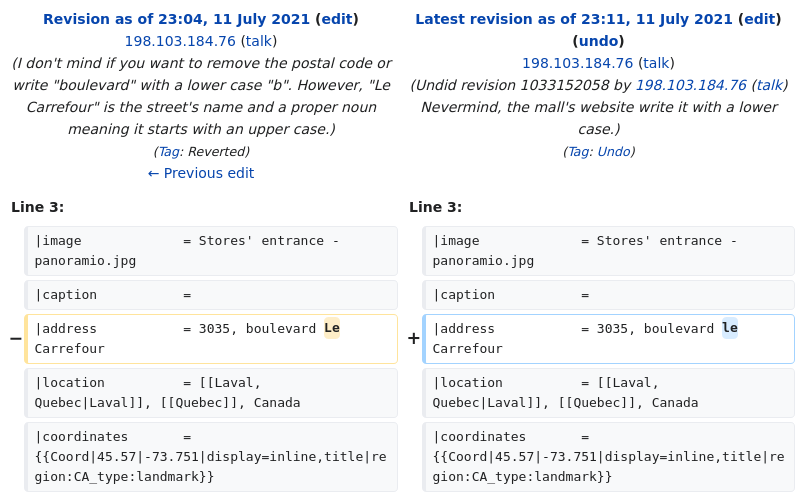 Revision as of 23:04, 11 July 2021 (edit)
198.103.184.76 (talk)
(I don't mind if you want to remove the postal code or
write "boulevard" with a lower case "b". However, "Le
Carrefour" is the street's name and a proper noun
meaning it starts with an upper case.)
(Tag: Reverted)
← Previous edit
Latest revision as of 23:11, 11 July 2021 (edit)
(undo)
198.103.184.76 (talk)
(Undid revision 1033152058 by 198.103.184.76 (talk)
Nevermind, the mall's website write it with a lower
case.)
(Tag: Undo)
Line 3:
|image = Stores' entrance -
panoramio.jpg
|caption =
− |address = 3035, boulevard Le
Carrefour
|location = [[Laval,
Quebec|Laval]], [[Quebec]], Canada
|coordinates =
{{Coord|45.57|-73.751|display=inline,title|re
gion:CA_type:landmark}}
Line 3:
|image = Stores' entrance -
panoramio.jpg
|caption =
+ |address = 3035, boulevard le
Carrefour
|location = [[Laval,
Quebec|Laval]], [[Quebec]], Canada
|coordinates =
{{Coord|45.57|-73.751|display=inline,title|re
gion:CA_type:landmark}}